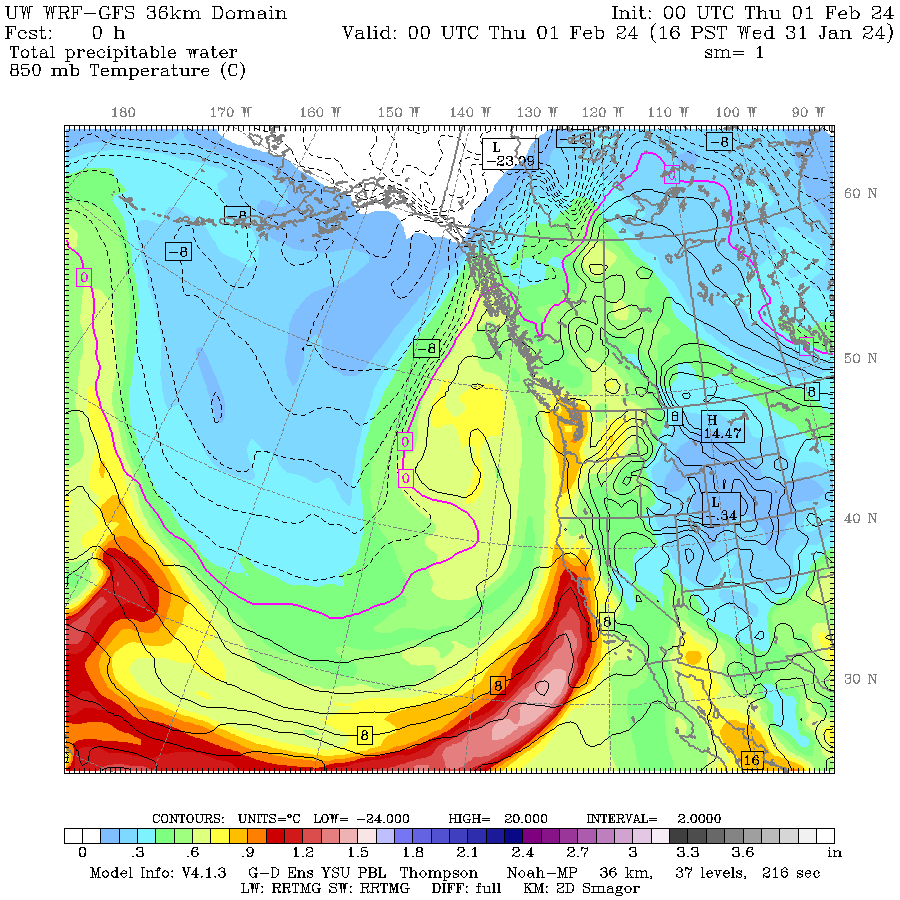 UW WRF-GFS 36km Domain Init: 00 UTC Thu 01 Feb 24
Fcst: 0 h Valid: 00 UTC Thu 01 Feb 24 (16 PST Wed 31 Jan 24)
Total precipitable water sm= 1
850 mb Temperature (C)
180 170 W 160 W 150 W 140 W 130 W 120 W 110 W 100 W 90 W
L
-23.09
-8
60 N
0
-8
-8
0
-8
50 N
8
8
H
14.47
0
0
L
-.34
40 N
8
8
30 N
8
16
CONTOURS: UNITS=°C LOW= -24.000 HIGH= 20.000 INTERVAL= 2.0000
0 .3 .6 .9 1.2 1.5 1.8 2.1 2.4 2.7 3 3.3 3.6 in
Model Info: V4.1.3 G-D Ens YSU PBL Thompson Noah-MP 36 km, 37 levels, 216 sec
LW: RRTMG SW: RRTMG DIFF: full KM: 2D Smagor